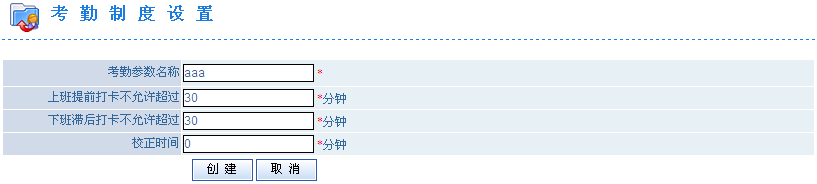 考勤制度设置
考勤参数名称 aaa *
上班提前打卡不允许超过 30 *分钟
下班滞后打卡不允许超过 30 *分钟
校正时间 0 *分钟
创建 取消